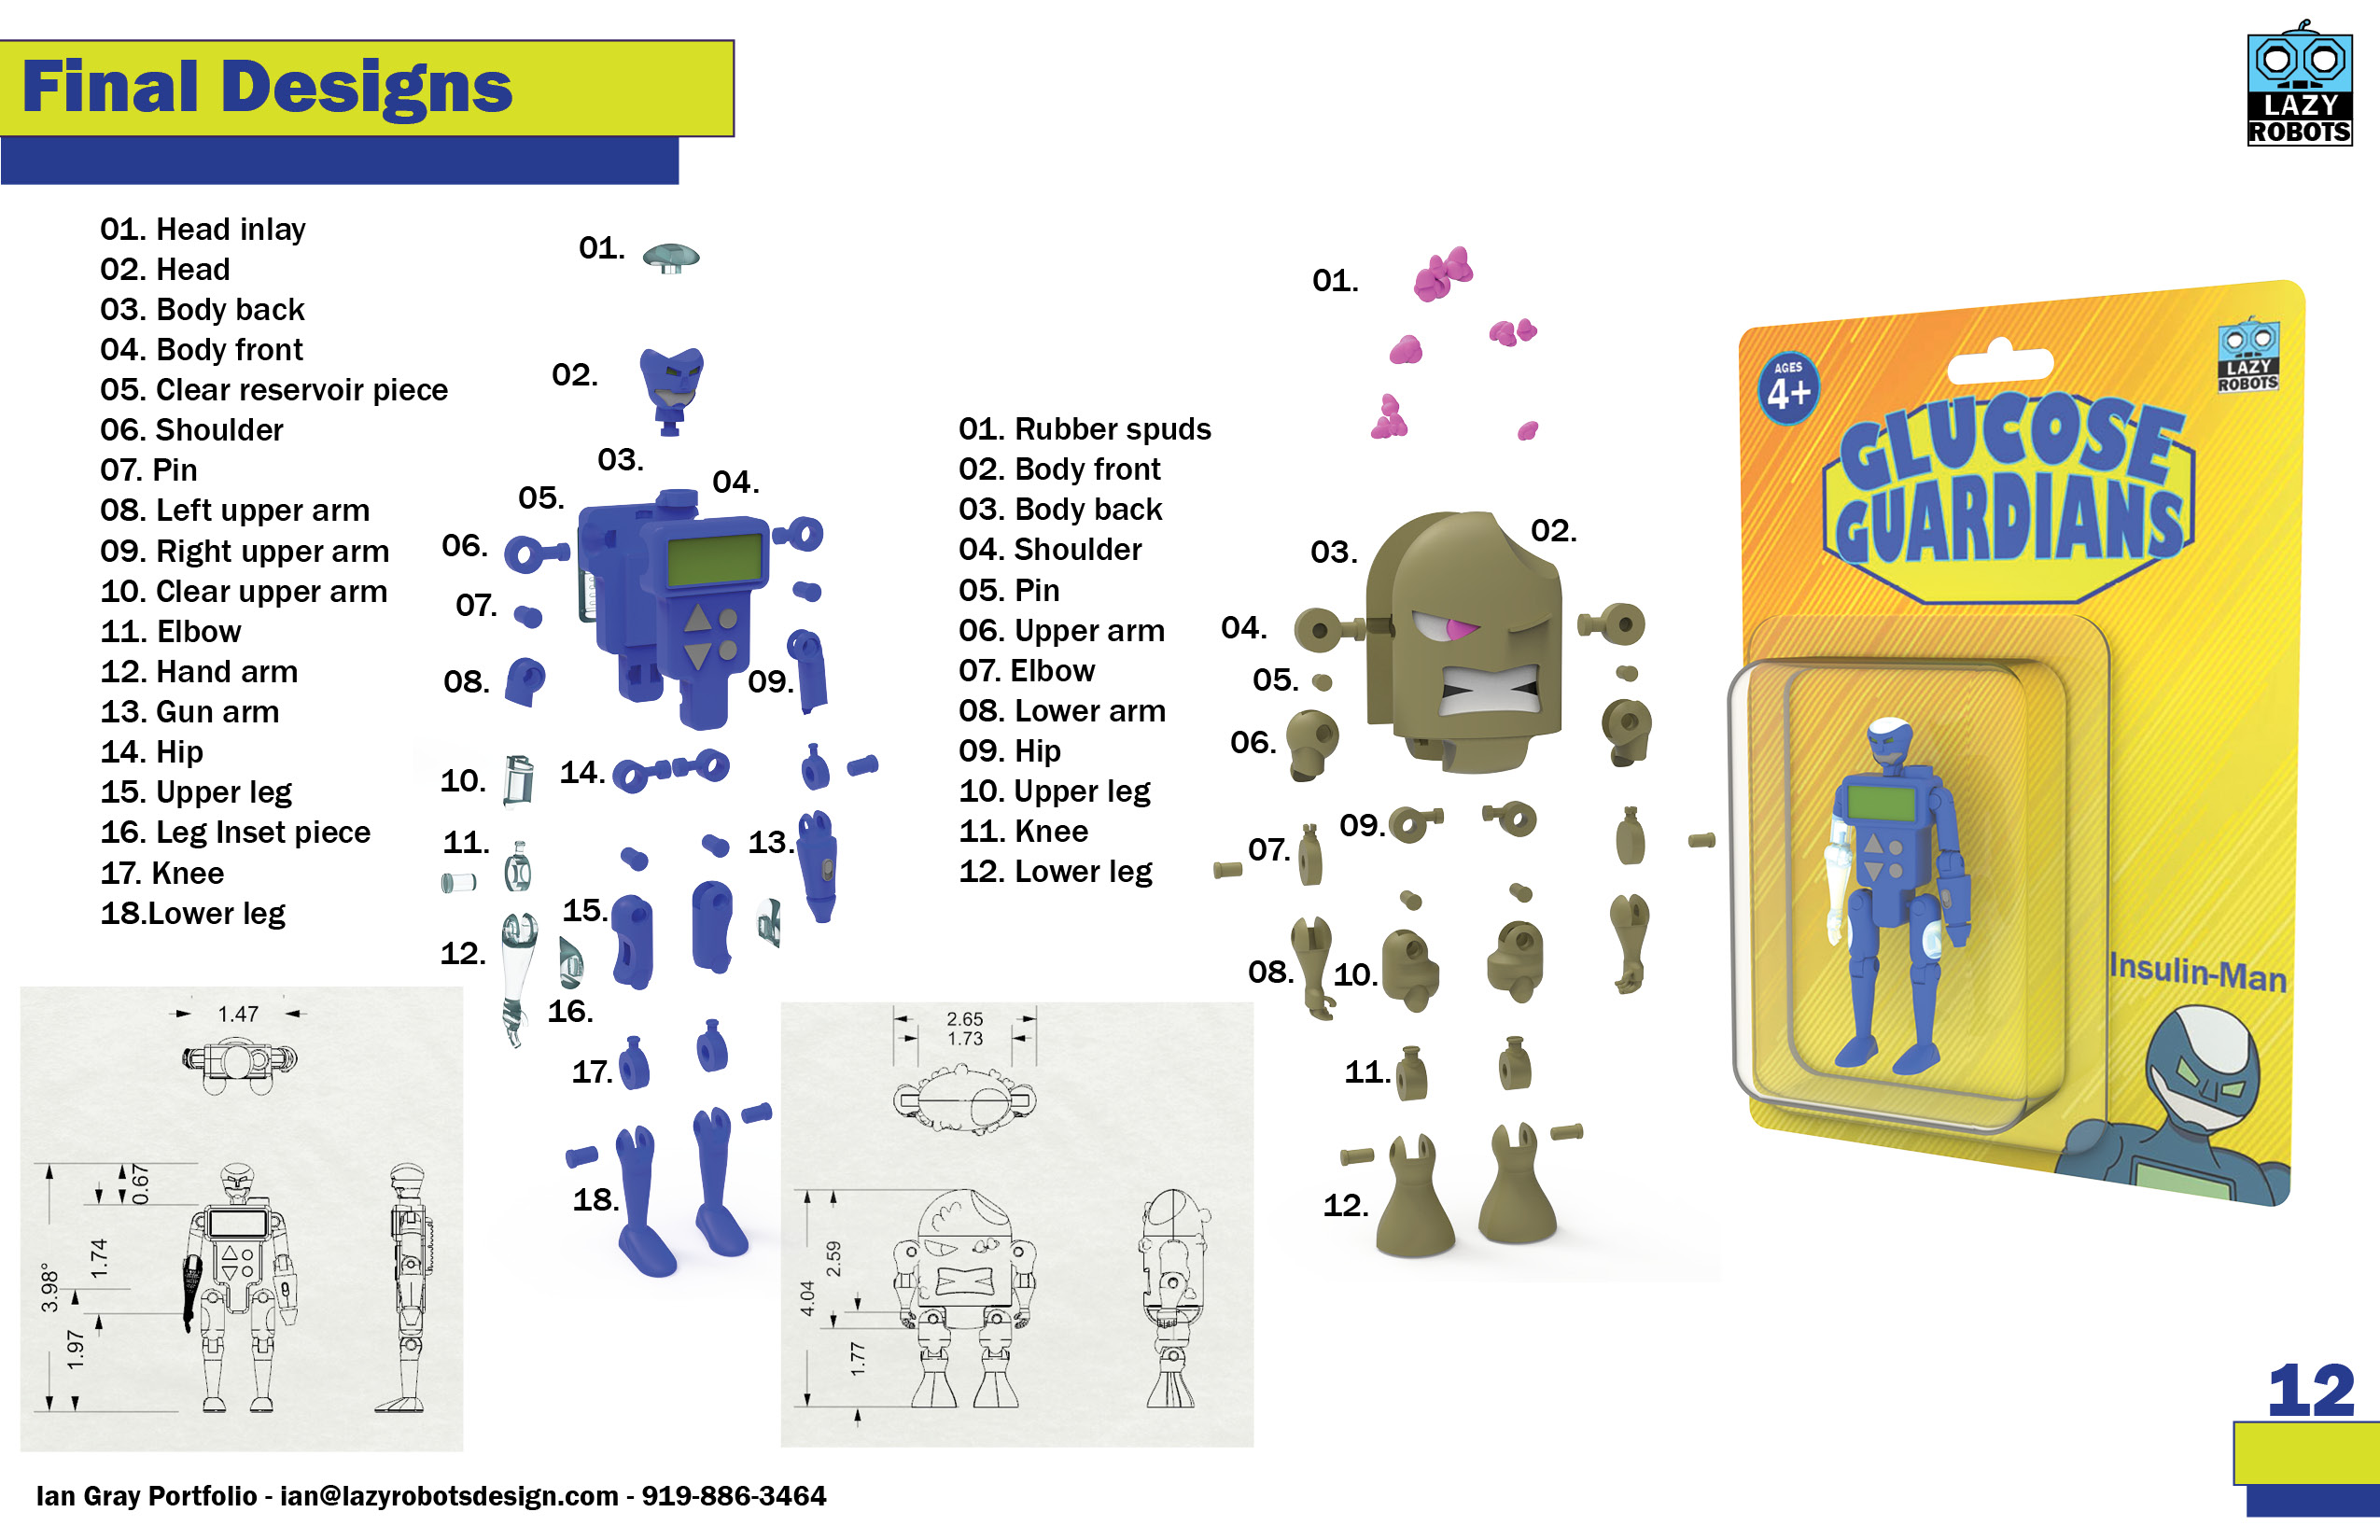 Final Designs
LAZY
ROBOTS
01. Head inlay
02. Head
03. Body back
04. Body front
05. Clear reservoir piece
06. Shoulder
07. Pin
08. Left upper arm
09. Right upper arm
10. Clear upper arm
11. Elbow
12. Hand arm
13. Gun arm
14. Hip
15. Upper leg
16. Leg Inset piece
17. Knee
18.Lower leg
01.
02.
03.
04.
05.
06.
07.
08.
09.
10.
14.
11.
13.
15.
12.
16.
17.
18.
01. Rubber spuds
02. Body front
03. Body back
04. Shoulder
05. Pin
06. Upper arm
07. Elbow
08. Lower arm
09. Hip
10. Upper leg
11. Knee
12. Lower leg
01.
02.
03.
04.
05.
06.
09.
07.
08.
10.
11.
12.
AGES
4+
LAZY
ROBOTS
GLUCOSE
GUARDIANS
Insulin-Man
1.47
0.67
1.74
3.98°
1.97
2.65
1.73
2.59
4.04
1.77
12
Ian Gray Portfolio - ian@lazyrobotsdesign.com - 919-886-3464